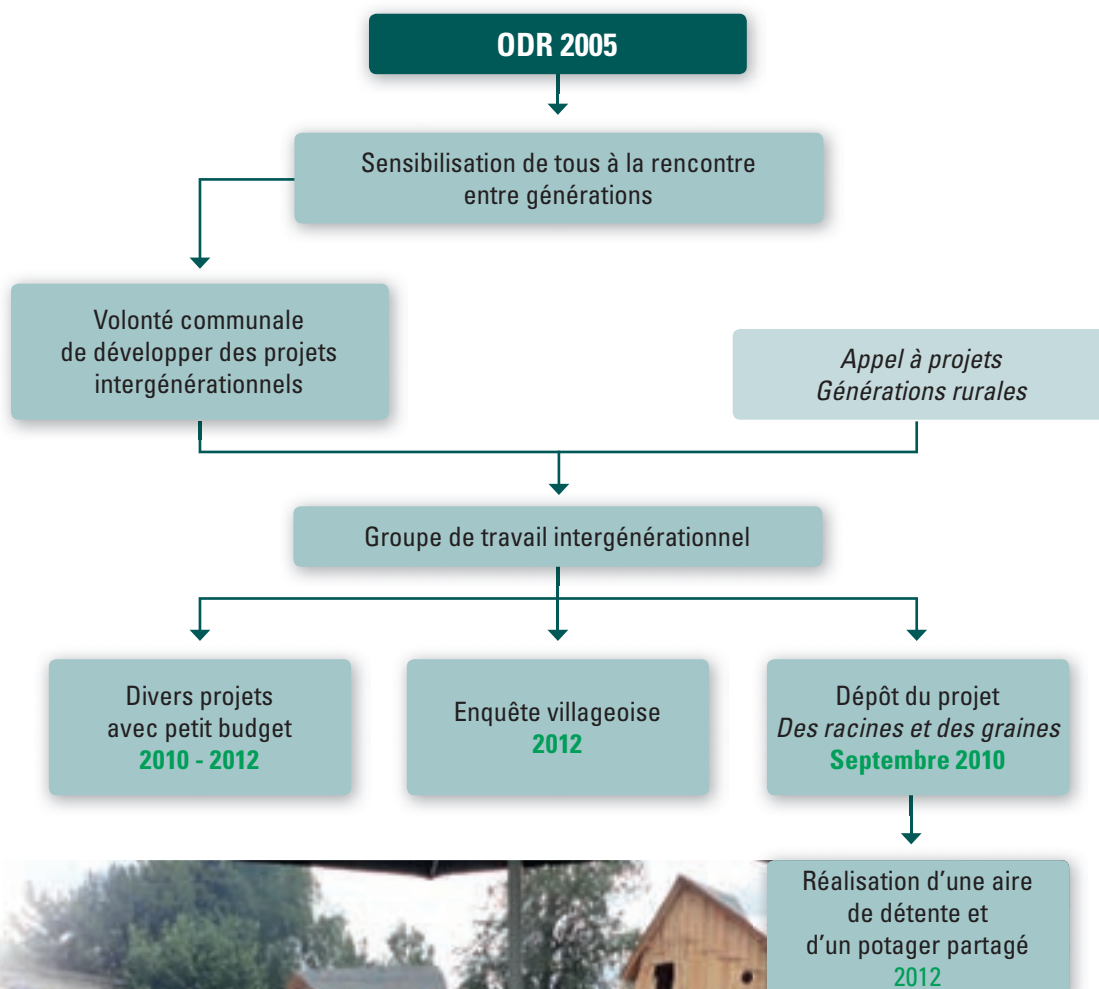 ODR 2005
Sensibilisation de tous à la rencontre
entre générations
Volonté communale
de développer des projets
intergénérationnels
Appel à projets
Générations rurales
Groupe de travail intergénérationnel
Divers projets
avec petit budget
2010 - 2012
Enquête villageoise
2012
Dépôt du projet
Des racines et des graines
Septembre 2010
Réalisation d'une aire
de détente et
d'un potager partagé
2012